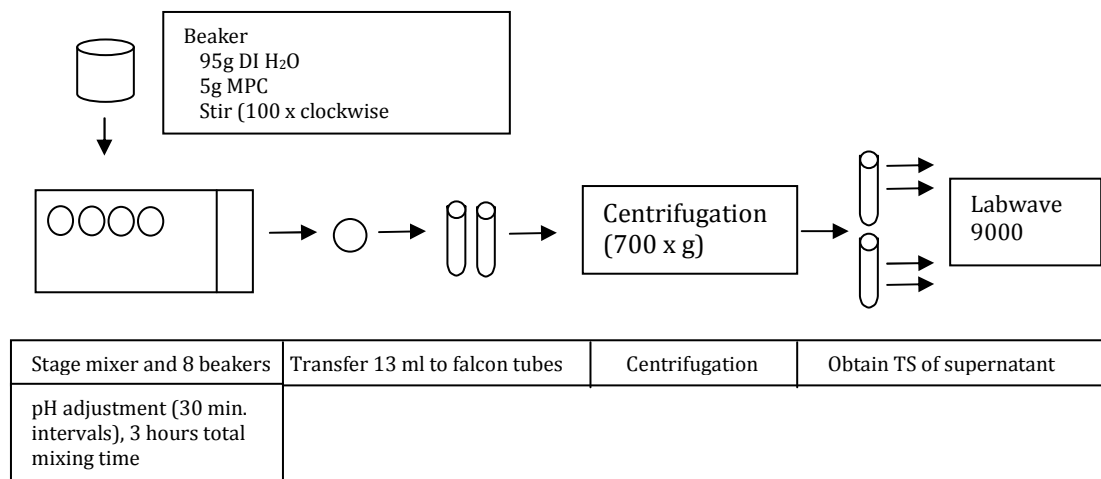 Beaker
95g DI H₂O
5g MPC
Stir (100 x clockwise
Centrifugation
(700 x g)
Labwave
9000
Stage mixer and 8 beakers
Transfer 13 ml to falcon tubes
Centrifugation
Obtain TS of supernatant
pH adjustment (30 min.
intervals), 3 hours total
mixing time